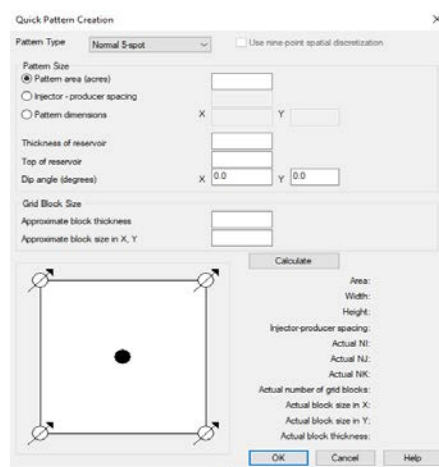 Quick Pattern Creation
Pattern Type Normal 5-spot Use nine-point spatial discretization
Pattern Size
Pattern area (acres)
Injector - producer spacing
Pattern dimensions X Y
Thickness of reservoir
Top of reservoir
Dip angle (degrees) X 0.0 Y 0.0
Grid Block Size
Approximate block thickness
Approximate block size in X, Y
Calculate
Area:
Width:
Height:
Injector-producer spacing:
Actual NI:
Actual NJ:
Actual NK:
Actual number of grid blocks:
Actual block size in X:
Actual block size in Y:
Actual block thickness:
OK Cancel Help